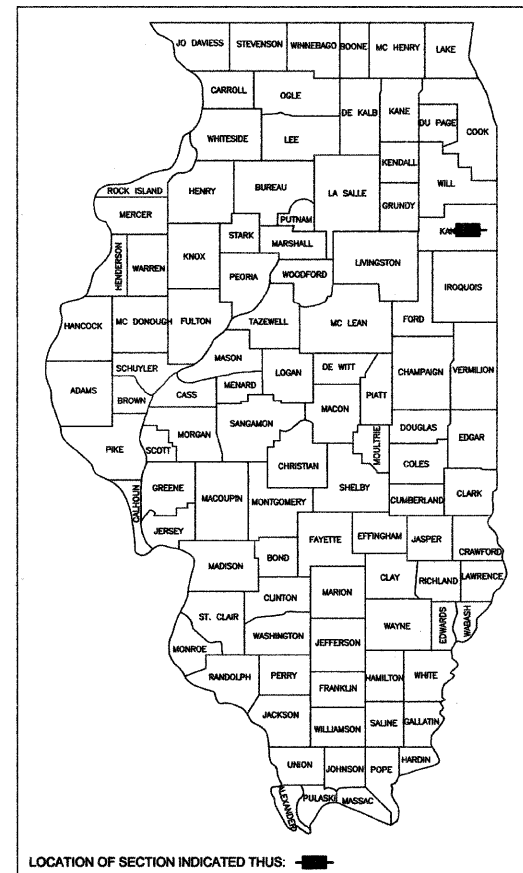 JO DAVIESS STEVENSON WINNEBAGO BOONE MC HENRY LAKE
CARROLL OGLE DE KALB KANE DU PAGE COOK
WHITESIDE LEE KENDALL WILL
ROCK ISLAND HENRY BUREAU LA SALLE GRUNDY
MERCER PUTNAM KAN
HENDERSON WARREN KNOX STARK MARSHALL LIVINGSTON
PEORIA WOODFORD IROQUOIS
HANCOCK MC DONOUGH FULTON TAZEWELL MC LEAN FORD
SCHUYLER MASON LOGAN DE WITT CHAMPAIGN VERMILION
ADAMS BROWN CASS MENARD MACON PIATT
PIKE SCOTT MORGAN SANGAMON MOULTRIE DOUGLAS EDGAR
CHRISTIAN COLES
CALHOUN GREENE MACOUPIN MONTGOMERY SHELBY CUMBERLAND CLARK
JERSEY FAYETTE EFFINGHAM JASPER CRAWFORD
MADISON BOND CLAY RICHLAND LAWRENCE
CLINTON MARION
ST. CLAIR WASHINGTON JEFFERSON WAYNE EDWARDS WABASH
MONROE
RANDOLPH PERRY FRANKLIN HAMILTON WHITE
JACKSON WILLIAMSON SALINE GALLATIN
UNION JOHNSON POPE HARDIN
ALEXANDER PULASKI MASSAC
LOCATION OF SECTION INDICATED THUS: